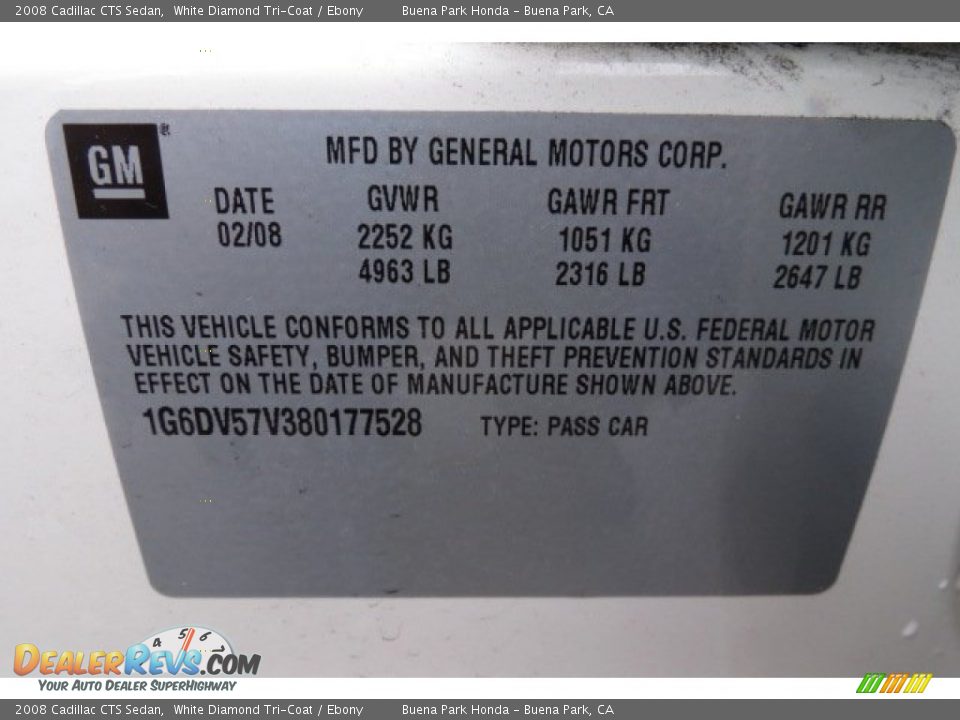 2008 Cadillac CTS Sedan, White Diamond Tri-Coat / Ebony Buena Park Honda - Buena Park, CA
GM
MFD BY GENERAL MOTORS CORP.
DATE GVWR GAWR FRT GAWR RR
02/08 2252 KG 1051 KG 1201 KG
4963 LB 2316 LB 2647 LB
THIS VEHICLE CONFORMS TO ALL APPLICABLE U.S. FEDERAL MOTOR
VEHICLE SAFETY, BUMPER, AND THEFT PREVENTION STANDARDS IN
EFFECT ON THE DATE OF MANUFACTURE SHOWN ABOVE.
1G6DV57V380177528 TYPE: PASS CAR
4 5 6
DEALERREVS.COM
YOUR AUTO DEALER SUPERHIGHWAY
2008 Cadillac CTS Sedan, White Diamond Tri-Coat / Ebony Buena Park Honda - Buena Park, CA